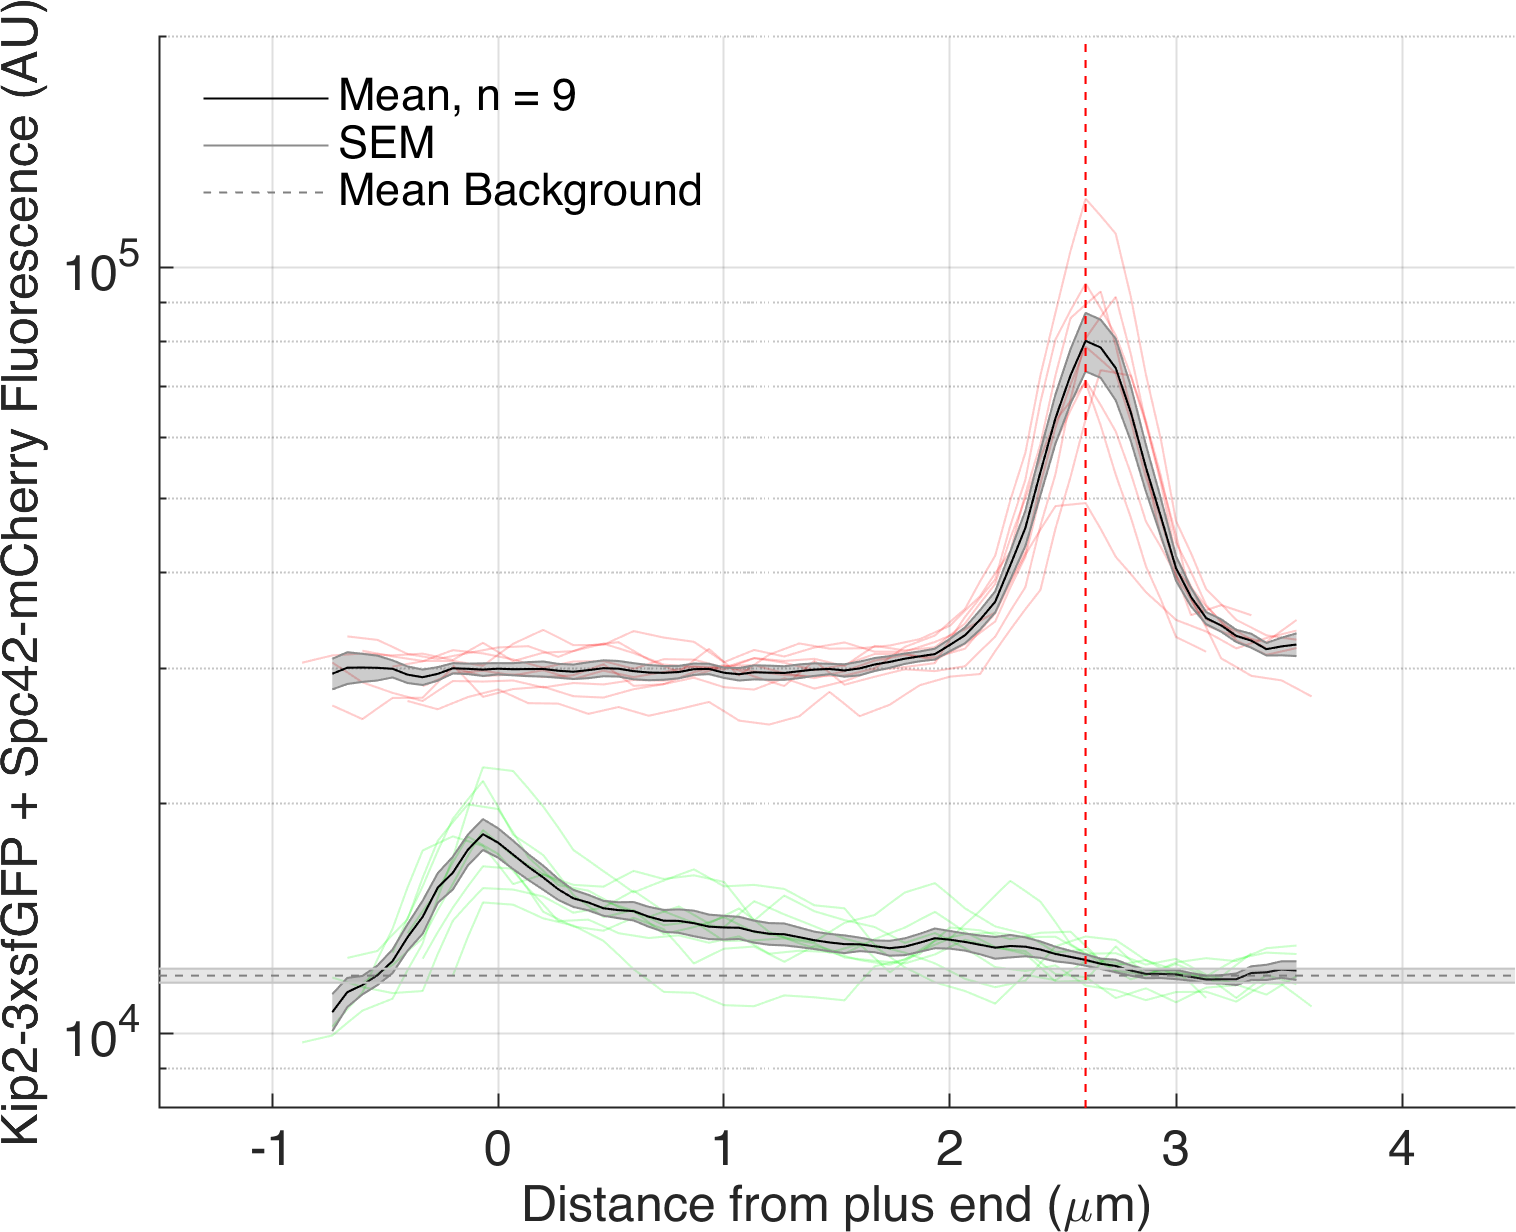 Kip2-3xsfGFP + Spc42-mCherry Fluorescence (AU)
Mean, n = 9
SEM
Mean Background
10^5
10^4
-1 0 1 2 3 4
Distance from plus end (μm)